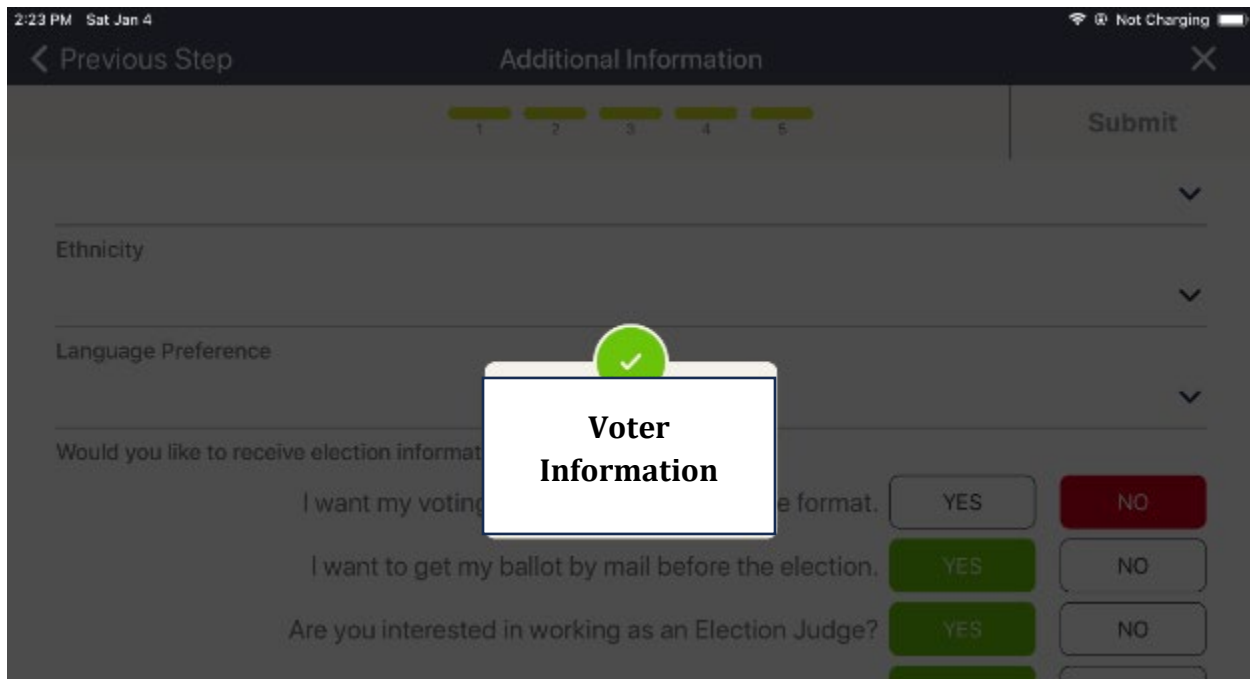 2:23 PM Sat Jan 4
Not Charging
Previous Step
Additional Information
1 2 3 4 5
Submit
Ethnicity
Language Preference
Voter
Information
Would you like to receive election informat
I want my voting e format. YES NO
I want to get my ballot by mail before the election. YES NO
Are you interested in working as an Election Judge? YES NO